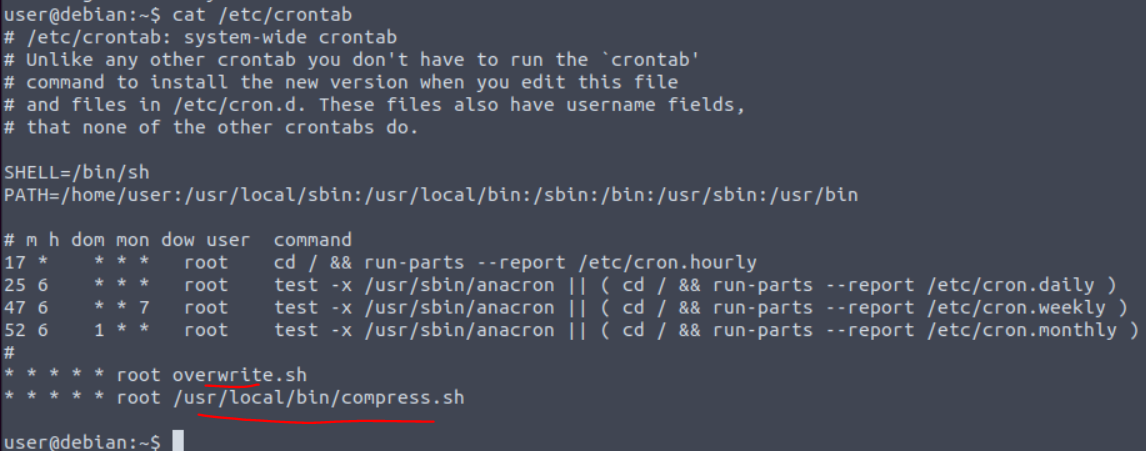 user@debian:~$ cat /etc/crontab
# /etc/crontab: system-wide crontab
# Unlike any other crontab you don't have to run the `crontab'
# command to install the new version when you edit this file
# and files in /etc/cron.d. These files also have username fields,
# that none of the other crontabs do.

SHELL=/bin/sh
PATH=/home/user:/usr/local/sbin:/usr/local/bin:/sbin:/bin:/usr/sbin:/usr/bin

# m h dom mon dow user  command
17 *    * * *   root    cd / && run-parts --report /etc/cron.hourly
25 6    * * *   root    test -x /usr/sbin/anacron || ( cd / && run-parts --report /etc/cron.daily )
47 6    * * 7   root    test -x /usr/sbin/anacron || ( cd / && run-parts --report /etc/cron.weekly )
52 6    1 * *   root    test -x /usr/sbin/anacron || ( cd / && run-parts --report /etc/cron.monthly )
#
* * * * * root overwrite.sh
* * * * * root /usr/local/bin/compress.sh

user@debian:~$